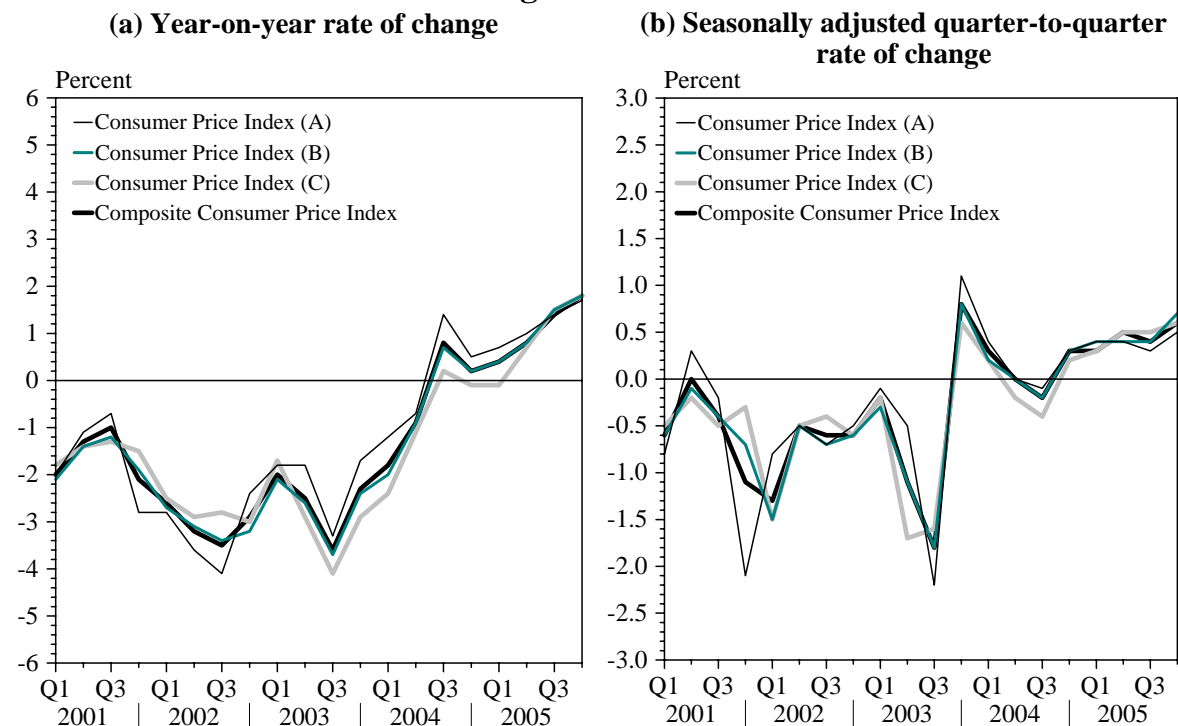 (a) Year-on-year rate of change
Percent
6
5
4
3
2
1
0
-1
-2
-3
-4
-5
-6
Consumer Price Index (A)
Consumer Price Index (B)
Consumer Price Index (C)
Composite Consumer Price Index
Q1 Q3 Q1 Q3 Q1 Q3 Q1 Q3 Q1 Q3
2001 2002 2003 2004 2005
(b) Seasonally adjusted quarter-to-quarter
rate of change
Percent
3.0
2.5
2.0
1.5
1.0
0.5
0.0
-0.5
-1.0
-1.5
-2.0
-2.5
-3.0
Consumer Price Index (A)
Consumer Price Index (B)
Consumer Price Index (C)
Composite Consumer Price Index
Q1 Q3 Q1 Q3 Q1 Q3 Q1 Q3 Q1 Q3
2001 2002 2003 2004 2005